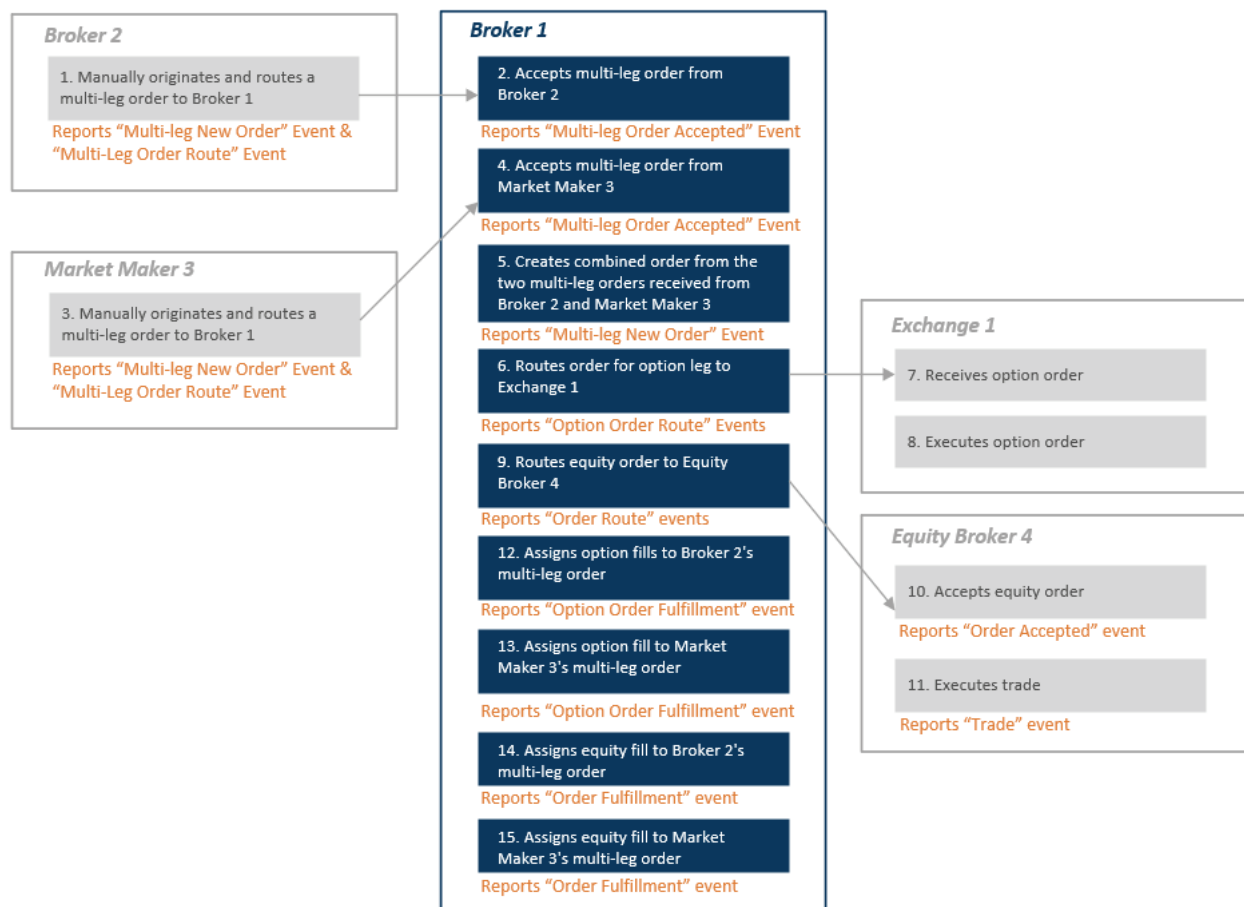 Broker 2
1. Manually originates and routes a
multi-leg order to Broker 1
Reports “Multi-leg New Order” Event &
“Multi-Leg Order Route” Event
Market Maker 3
3. Manually originates and routes a
multi-leg order to Broker 1
Reports “Multi-leg New Order” Event &
“Multi-Leg Order Route” Event
Broker 1
2. Accepts multi-leg order from
Broker 2
Reports “Multi-leg Order Accepted” Event
4. Accepts multi-leg order from
Market Maker 3
Reports “Multi-leg Order Accepted” Event
5. Creates combined order from the
two multi-leg orders received from
Broker 2 and Market Maker 3
Reports “Multi-leg New Order” Event
6. Routes order for option leg to
Exchange 1
Reports “Option Order Route” Events
9. Routes equity order to Equity
Broker 4
Reports “Order Route” events
12. Assigns option fills to Broker 2's
multi-leg order
Reports “Option Order Fulfillment” event
13. Assigns option fill to Market
Maker 3's multi-leg order
Reports “Option Order Fulfillment” event
14. Assigns equity fill to Broker 2's
multi-leg order
Reports “Order Fulfillment” event
15. Assigns equity fill to Market
Maker 3's multi-leg order
Reports “Order Fulfillment” event
Exchange 1
7. Receives option order
8. Executes option order
Equity Broker 4
10. Accepts equity order
Reports “Order Accepted” event
11. Executes trade
Reports “Trade” event